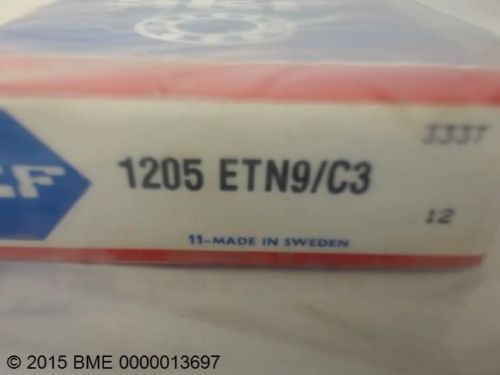 333T
1205 ETN9/C3
12
11-MADE IN SWEDEN
© 2015 BME 0000013697